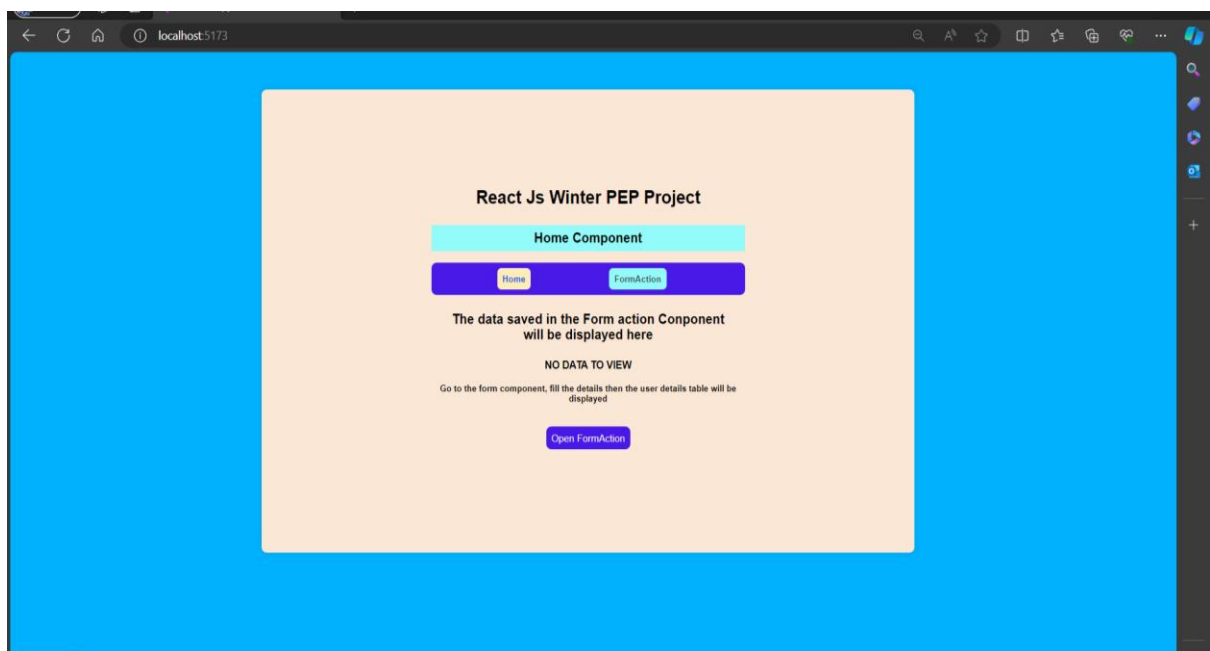 localhost:5173
React Js Winter PEP Project
Home Component
Home
FormAction
The data saved in the Form action Conponent
will be displayed here
NO DATA TO VIEW
Go to the form component, fill the details then the user details table will be
displayed
Open FormAction